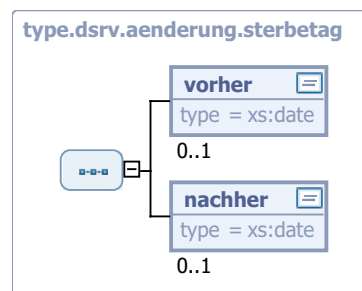 type.dsrv.aenderung.sterbetag
vorher
type = xs:date
0..1
nachher
type = xs:date
0..1